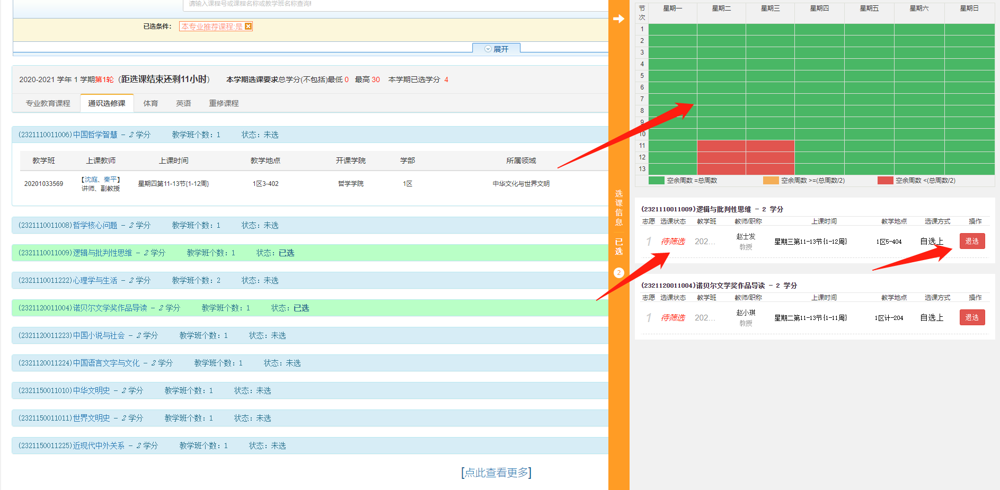 请输入课程号或课程名称或教学班名称查询!
已选条件： 本专业推荐课程:是
展开
2020-2021 学年 1 学期第1轮（距选课结束还剩11小时） 本学期选课要求总学分(不包括)最低 0 最高 30 本学期已选学分 4
专业教育课程 通识选修课 体育 英语 重修课程
(2321110011006)中国哲学智慧 - 2 学分 教学班个数：1 状态：未选
教学班 上课教师 上课时间 教学地点 开课学院 学部 所属领域
20201033569 【沈庭、秦平】 星期四第11-13节{1-12周} 1区3-402 哲学学院 1区 中华文化与世界文明
讲师、副教授
(2321110011008)哲学核心问题 - 2 学分 教学班个数：1 状态：未选
(2321110011009)逻辑与批判性思维 - 2 学分 教学班个数：1 状态：已选
(2321110011222)心理学与生活 - 2 学分 教学班个数：2 状态：未选
(2321120011004)诺贝尔文学奖作品导读 - 2 学分 教学班个数：1 状态：已选
(2321120011223)中国小说与社会 - 2 学分 教学班个数：1 状态：未选
(2321120011224)中国语言文字与文化 - 2 学分 教学班个数：1 状态：未选
(2321150011010)中华文明史 - 2 学分 教学班个数：1 状态：未选
(2321150011011)世界文明史 - 2 学分 教学班个数：1 状态：未选
(2321150011225)近现代中外关系 - 2 学分 教学班个数：1 状态：未选
[点此查看更多]
选课信息
已选
2
节次 星期一 星期二 星期三 星期四 星期五 星期六 星期日
1
2
3
4
5
6
7
8
9
10
11
12
13
空余周数 =总周数 空余周数 >=(总周数/2) 空余周数 <(总周数/2)
(2321110011009)逻辑与批判性思维 - 2 学分
志愿 选课状态 教学班 教师/职称 上课时间 教学地点 选课方式 操作
1 待筛选 202... 赵士发 星期三第11-13节{1-12周} 1区5-404 自选上 退选
教授
(2321120011004)诺贝尔文学奖作品导读 - 2 学分
志愿 选课状态 教学班 教师/职称 上课时间 教学地点 选课方式 操作
1 待筛选 202... 赵小琪 星期二第11-13节{1-11周} 1区计-204 自选上 退选
教授